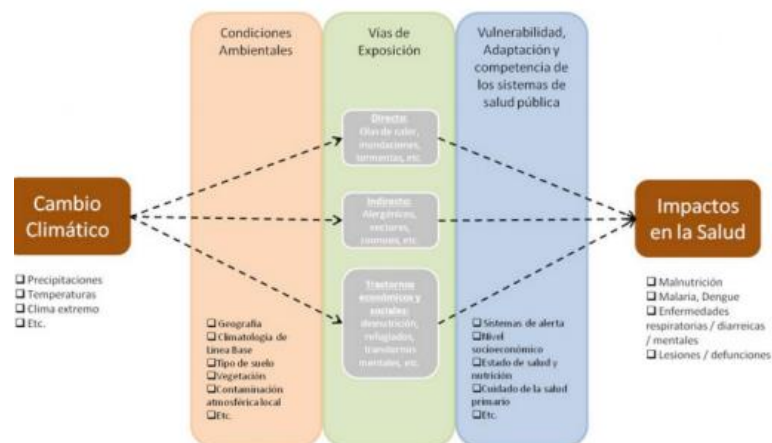 Condiciones
Ambientales
Vías de
Exposición
Vulnerabilidad,
Adaptación y
competencia de
los sistemas de
salud pública
Cambio
Climático
❑ Precipitaciones
❑ Temperaturas
❑ Clima extremo
❑ Etc.
❑Geografía
❑Climatología de
Línea Base
❑Tipo de suelo
❑Vegetación
❑Contaminación
atmosférica local
❑Etc.
Directa:
Olas de calor,
inundaciones,
tormentas, etc
Indirecta:
Alergénicos,
vectores,
etc
Trastornos
económicos y
sociales:
desnutrición,
refugiados,
transtornos
mentales, etc.
❑Sistemas de alerta
❑Nivel
socioeconómico
❑Estado de salud y
nutrición
❑Cuidado de la salud
primario
❑Etc.
Impactos
en la Salud
❑ Malnutrición
❑ Malaria, Dengue
❑ Enfermedades
respiratorias / diarreicas
/ mentales
❑ Lesiones / defunciones